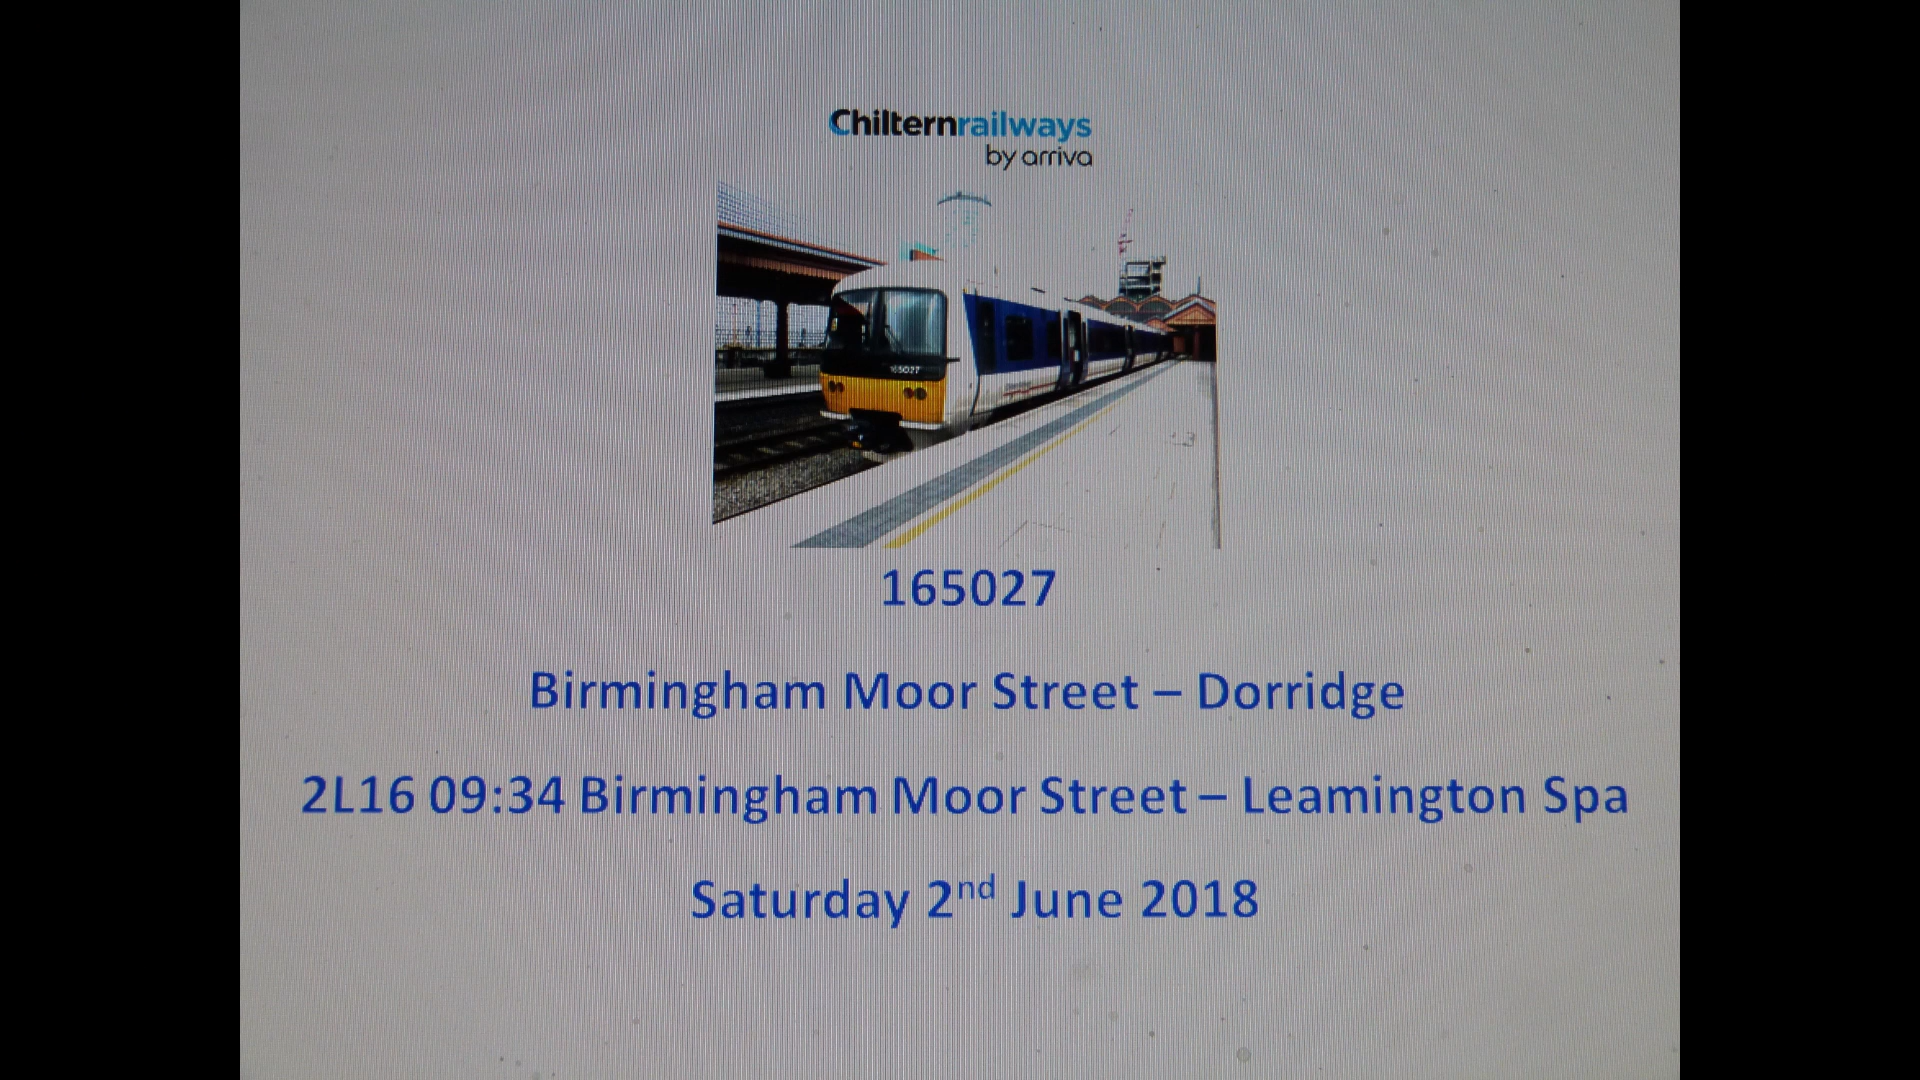 Chilternrailways
by arriva
165027
165027
Birmingham Moor Street – Dorridge
2L16 09:34 Birmingham Moor Street – Leamington Spa
Saturday 2nd June 2018